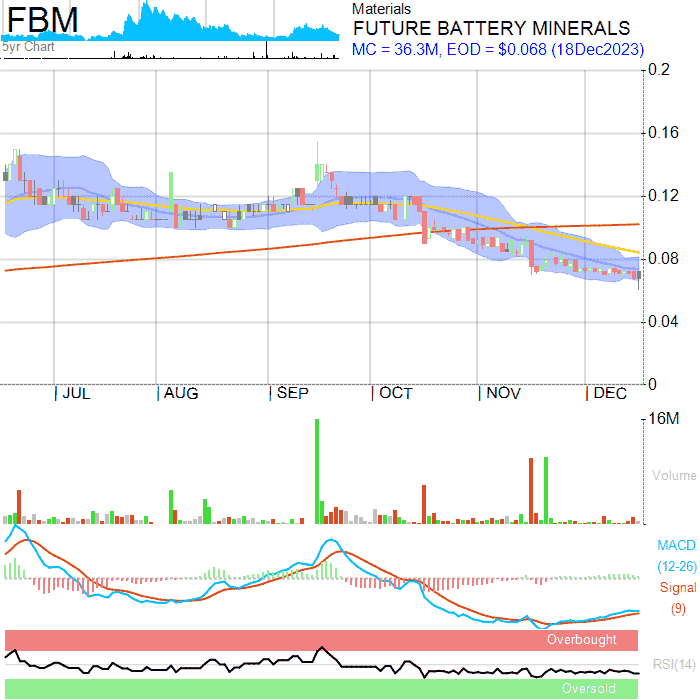 FBM
5yr Chart
Materials
FUTURE BATTERY MINERALS
MC = 36.3M, EOD = $0.068 (18Dec2023)
0.2
0.16
0.12
0.08
0.04
0
JUL AUG SEP OCT NOV DEC
16M
Volume
MACD
(12-26)
Signal
(9)
Overbought
RSI(14)
Oversold